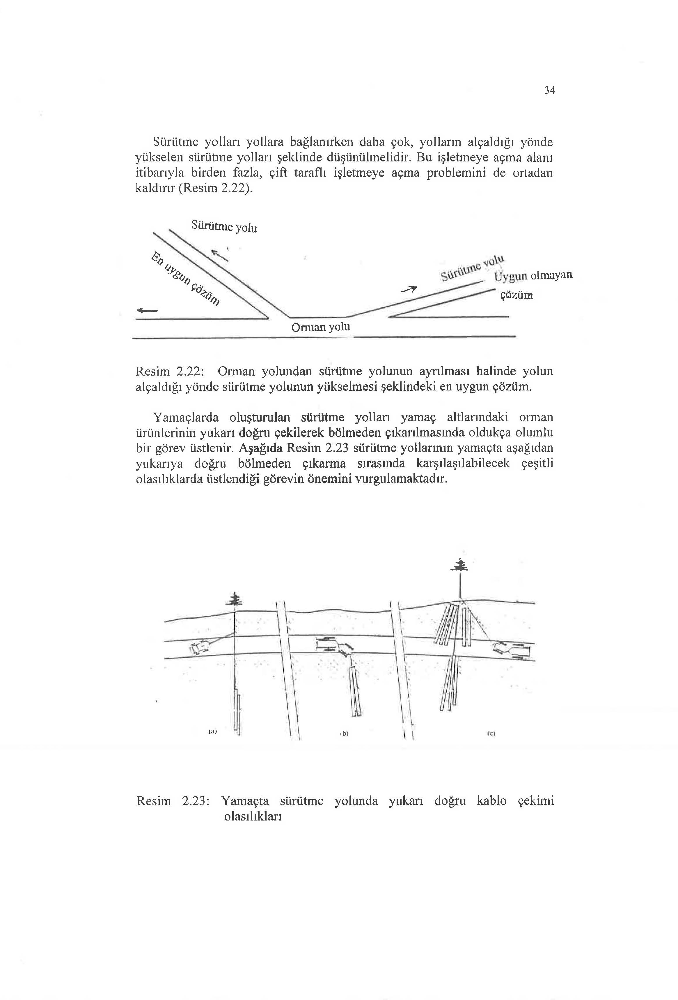 34
Sürütme yolları yollara bağlanırken daha çok, yolların alçaldığı yönde
yükselen sürütme yolları şeklinde düşünülmelidir. Bu işletmeye açma alanı
itibarıyla birden fazla, çift taraflı işletmeye açma problemini de ortadan
kaldırır (Resim 2.22).
Sürütme yolu
En uygun çözüm
Sürütme yolu
Uygun olmayan
çözüm
Orman yolu
Resim 2.22: Orman yolundan sürütme yolunun ayrılması halinde yolun
alçaldığı yönde sürütme yolunun yükselmesi şeklindeki en uygun çözüm.
Yamaçlarda oluşturulan sürütme yolları yamaç altlarındaki orman
ürünlerinin yukarı doğru çekilerek bölmeden çıkarılmasında oldukça olumlu
bir görev üstlenir. Aşağıda Resim 2.23 sürütme yollarının yamaçta aşağıdan
yukarıya doğru bölmeden çıkarma sırasında karşılaşılabilecek çeşitli
olasılıklarda üstlendiği görevin önemini vurgulamaktadır.
(a)
(b)
(c)
Resim 2.23: Yamaçta sürütme yolunda yukarı doğru kablo çekimi
olasılıkları